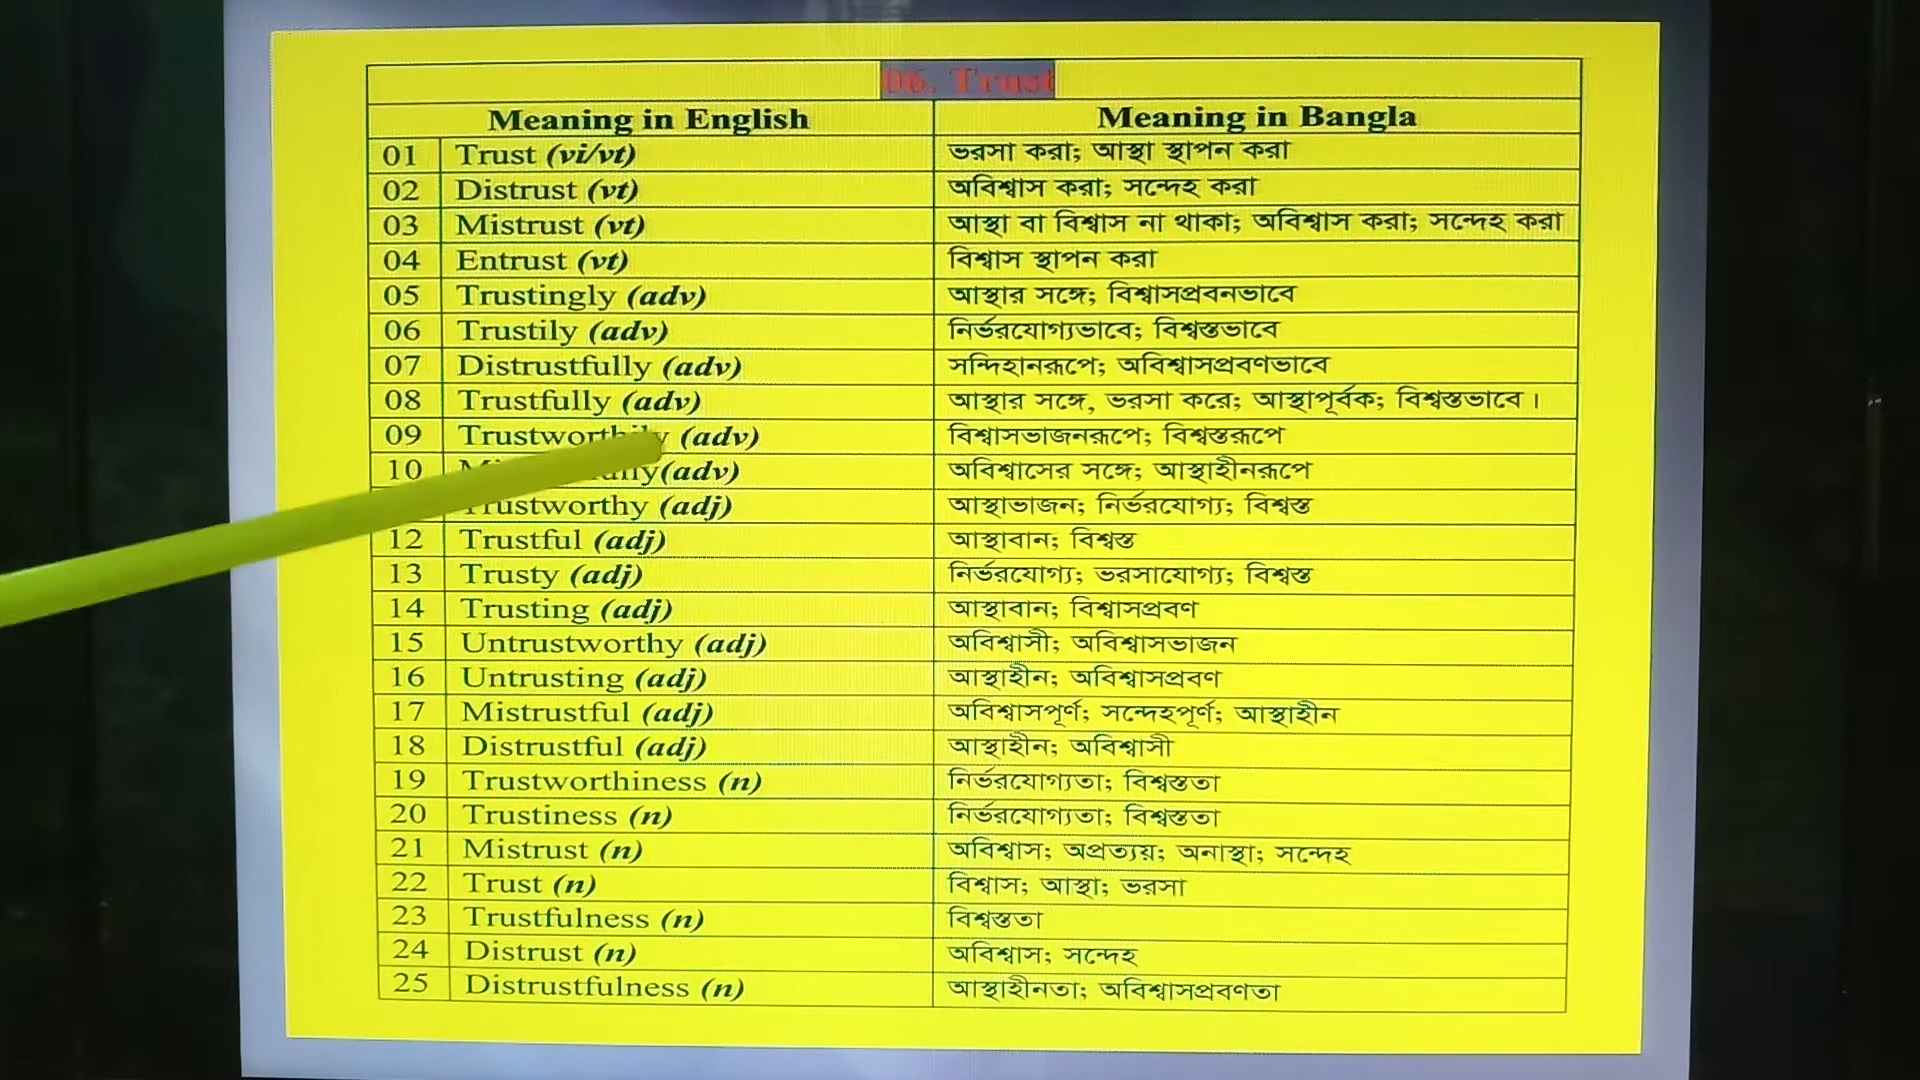 06. Trust
Meaning in English Meaning in Bangla
01 Trust (vi/vt) ভরসা করা; আস্থা স্থাপন করা
02 Distrust (vt) অবিশ্বাস করা; সন্দেহ করা
03 Mistrust (vt) আস্থা বা বিশ্বাস না থাকা; অবিশ্বাস করা; সন্দেহ করা
04 Entrust (vt) বিশ্বাস স্থাপন করা
05 Trustingly (adv) আস্থার সঙ্গে; বিশ্বাসপ্রবনভাবে
06 Trustily (adv) নির্ভরযোগ্যভাবে; বিশ্বস্তভাবে
07 Distrustfully (adv) সন্দিহানরূপে; অবিশ্বাসপ্রবণভাবে
08 Trustfully (adv) আস্থার সঙ্গে, ভরসা করে; আস্থাপূর্বক; বিশ্বস্তভাবে।
09 Trustworthily (adv) বিশ্বাসভাজনরূপে; বিশ্বস্তরূপে
10 (adv) অবিশ্বাসের সঙ্গে; আস্থাহীনরূপে
Trustworthy (adj) আস্থাভাজন; নির্ভরযোগ্য; বিশ্বস্ত
12 Trustful (adj) আস্থাবান; বিশ্বস্ত
13 Trusty (adj) নির্ভরযোগ্য; ভরসাযোগ্য; বিশ্বস্ত
14 Trusting (adj) আস্থাবান; বিশ্বাসপ্রবণ
15 Untrustworthy (adj) অবিশ্বাসী; অবিশ্বাসভাজন
16 Untrusting (adj) আস্থাহীন; অবিশ্বাসপ্রবণ
17 Mistrustful (adj) অবিশ্বাসপূর্ণ; সন্দেহপূর্ণ; আস্থাহীন
18 Distrustful (adj) আস্থাহীন; অবিশ্বাসী
19 Trustworthiness (n) নির্ভরযোগ্যতা; বিশ্বস্ততা
20 Trustiness (n) নির্ভরযোগ্যতা; বিশ্বস্ততা
21 Mistrust (n) অবিশ্বাস; অপ্রত্যয়; অনাস্থা; সন্দেহ
22 Trust (n) বিশ্বাস; আস্থা; ভরসা
23 Trustfulness (n) বিশ্বস্ততা
24 Distrust (n) অবিশ্বাস; সন্দেহ
25 Distrustfulness (n) আস্থাহীনতা; অবিশ্বাসপ্রবণতা